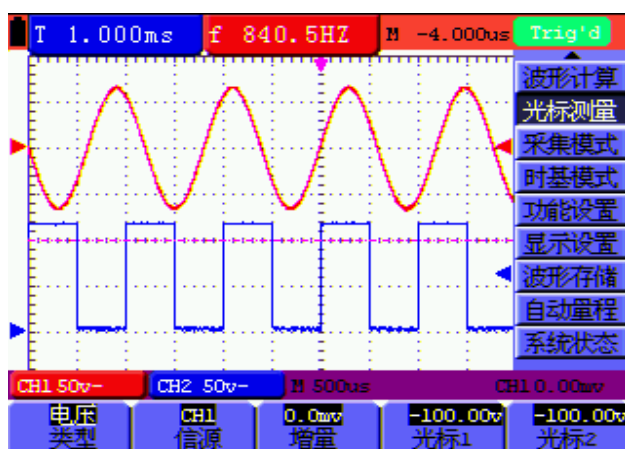 T 1.000ms f 840.5HZ M -4.000us Trig'd
波形计算
光标测量
采集模式
时基模式
功能设置
显示设置
波形存储
自动量程
系统状态
CH1 50v~ CH2 50v~ M 500us CH1 0.00mv
电压 CH1 0.0mv -100.00v -100.00v
类型 信源 增量 光标1 光标2